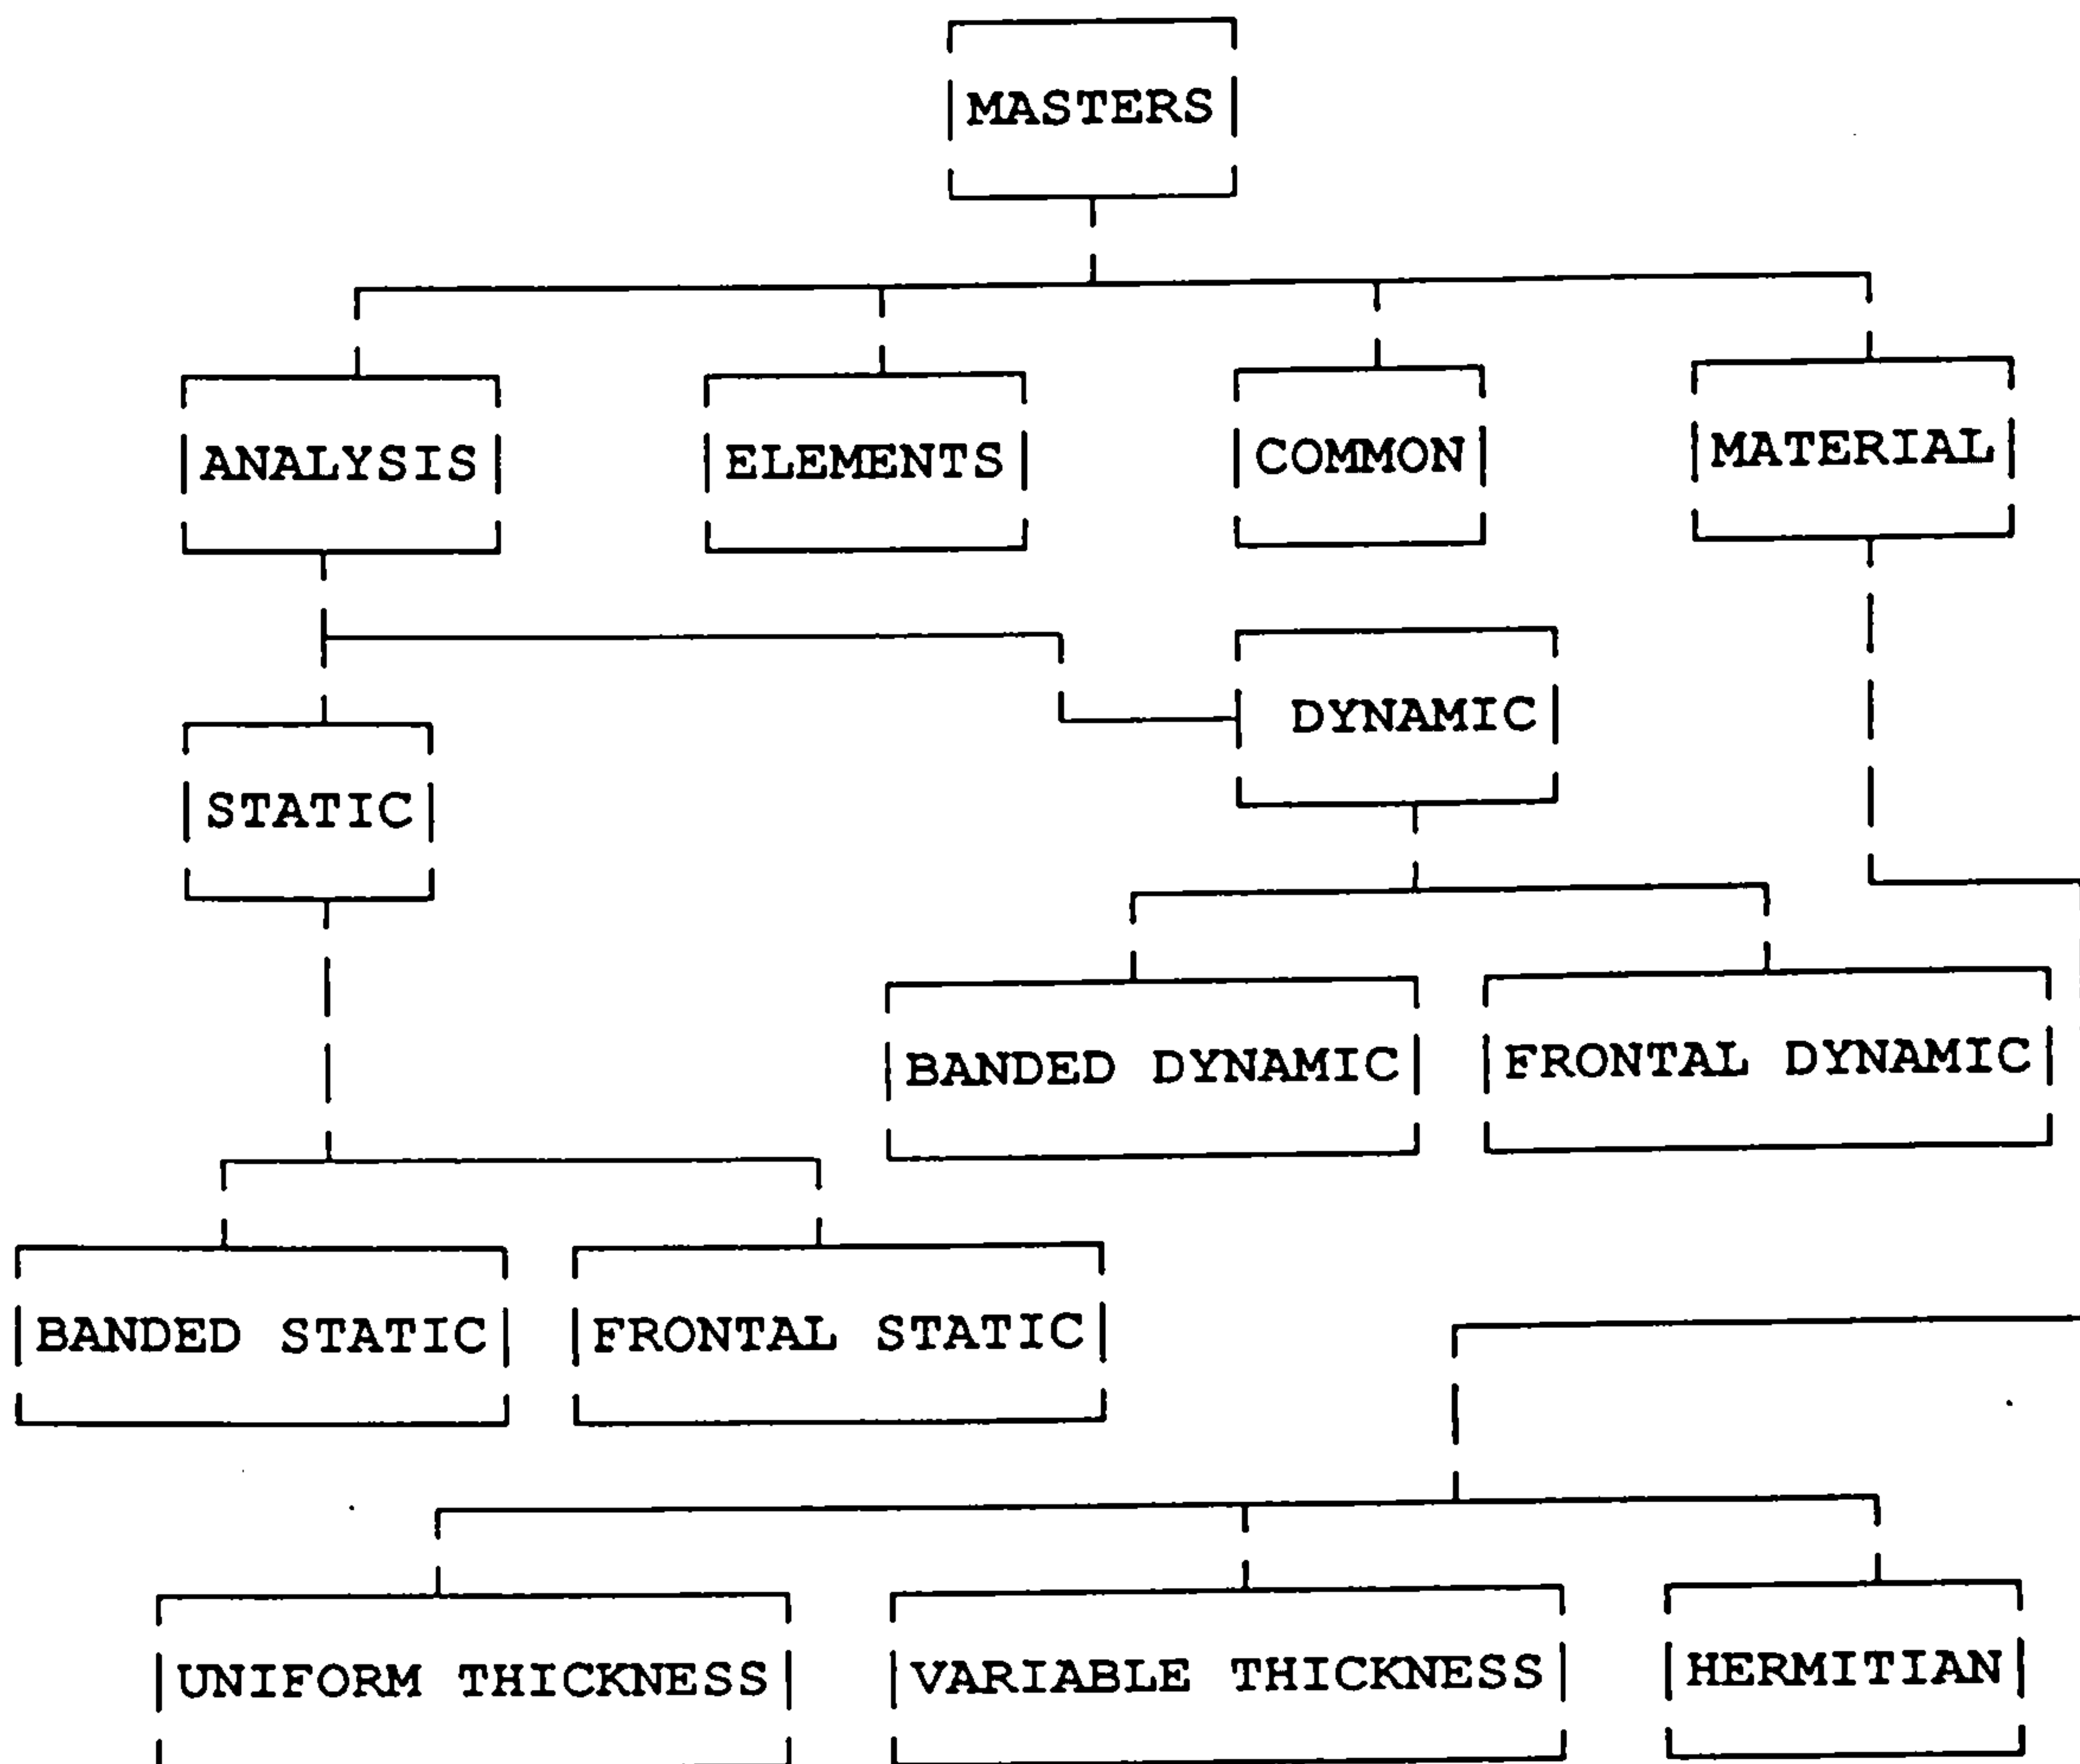 MASTERS
ANALYSIS
ELEMENTS
COMMON
MATERIAL
DYNAMIC
STATIC
BANDED DYNAMIC
FRONTAL DYNAMIC
BANDED STATIC
FRONTAL STATIC
UNIFORM THICKNESS
VARIABLE THICKNESS
HERMITIAN